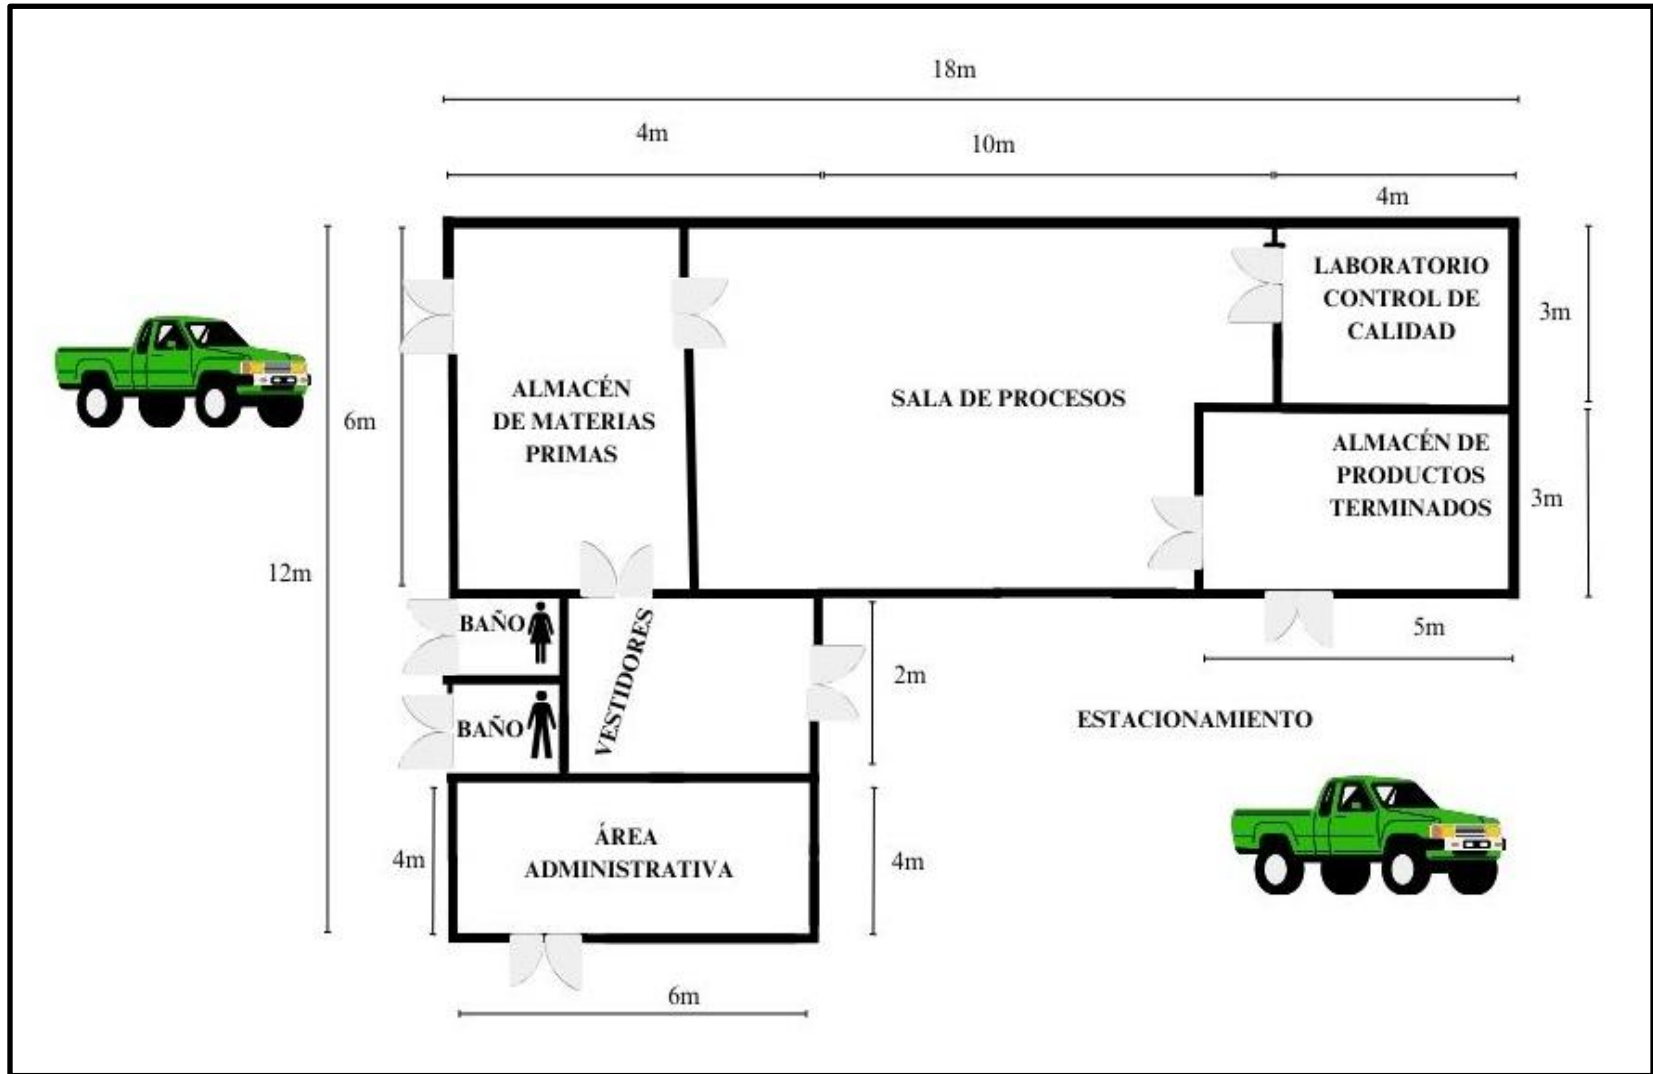 18m
4m
10m
4m
LABORATORIO
CONTROL DE
CALIDAD
3m
ALMACÉN
DE MATERIAS
PRIMAS
SALA DE PROCESOS
6m
ALMACÉN DE
PRODUCTOS
TERMINADOS
3m
12m
BAÑO
VESTIDORES
5m
2m
BAÑO
ESTACIONAMIENTO
ÁREA
ADMINISTRATIVA
4m
4m
6m